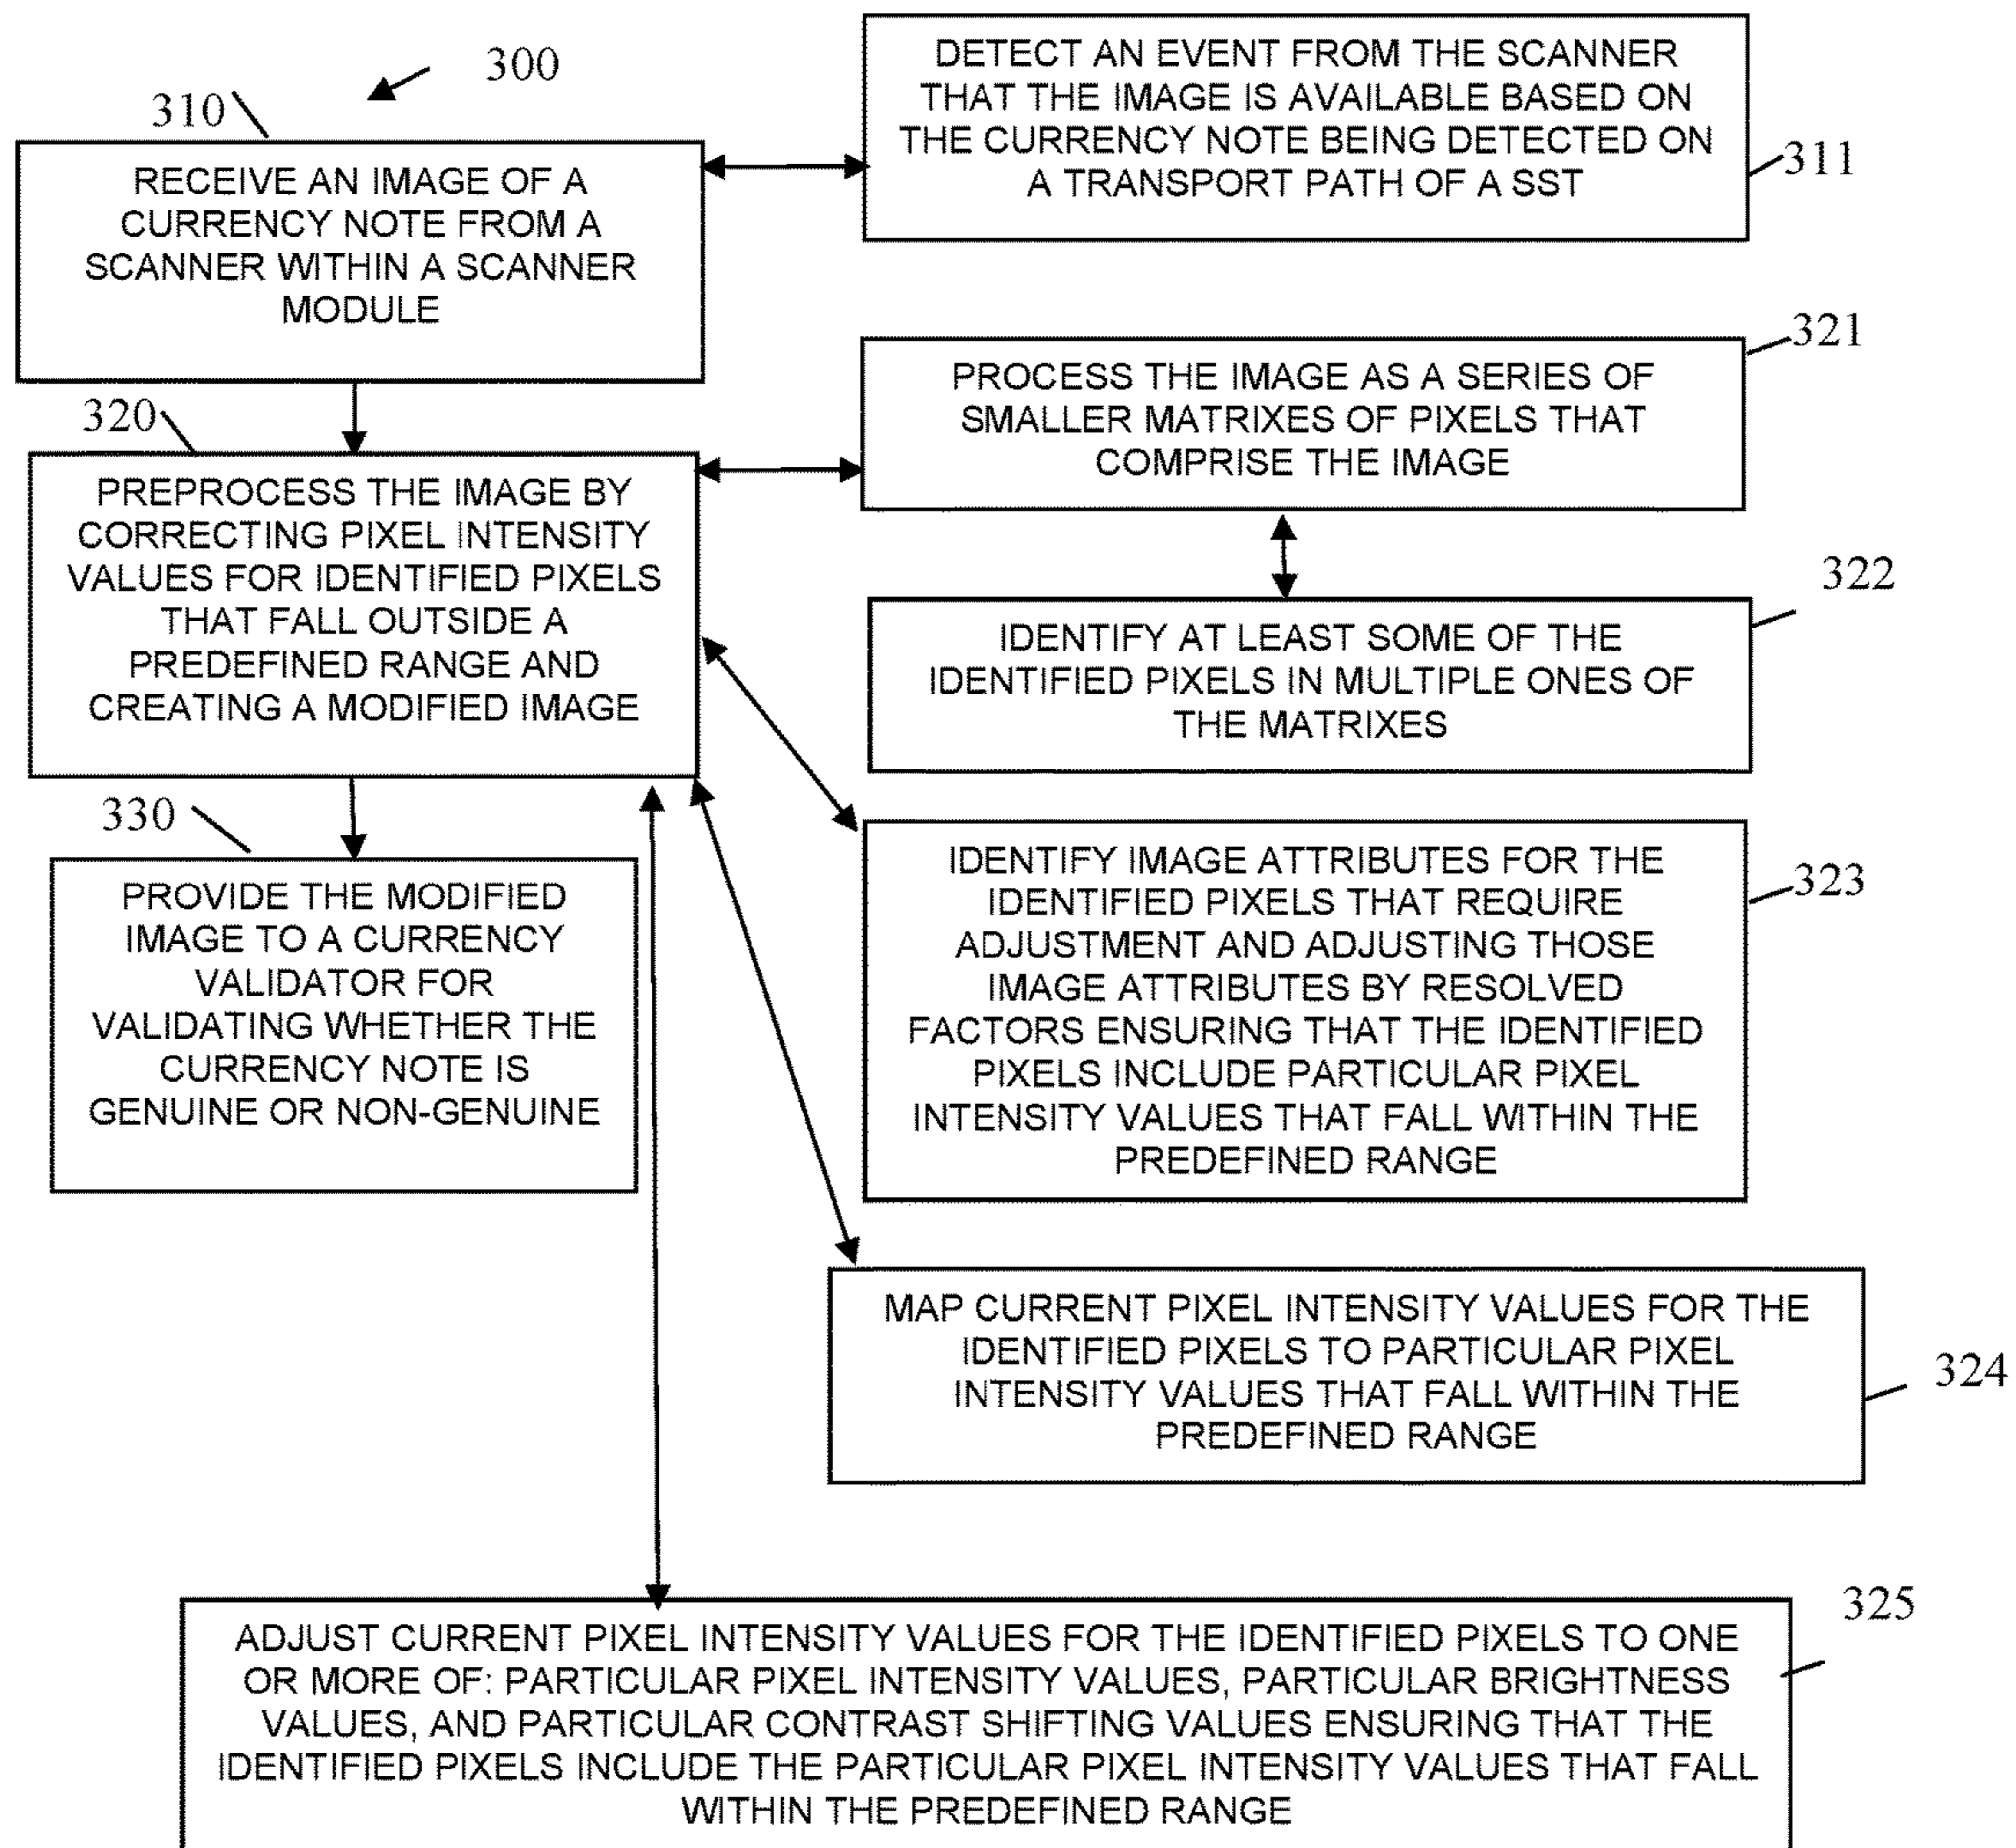 300
310
RECEIVE AN IMAGE OF A
CURRENCY NOTE FROM A
SCANNER WITHIN A SCANNER
MODULE
DETECT AN EVENT FROM THE SCANNER
THAT THE IMAGE IS AVAILABLE BASED ON
THE CURRENCY NOTE BEING DETECTED ON
A TRANSPORT PATH OF A SST
311
320
PREPROCESS THE IMAGE BY
CORRECTING PIXEL INTENSITY
VALUES FOR IDENTIFIED PIXELS
THAT FALL OUTSIDE A
PREDEFINED RANGE AND
CREATING A MODIFIED IMAGE
321
PROCESS THE IMAGE AS A SERIES OF
SMALLER MATRIXES OF PIXELS THAT
COMPRISE THE IMAGE
322
IDENTIFY AT LEAST SOME OF THE
IDENTIFIED PIXELS IN MULTIPLE ONES OF
THE MATRIXES
330
PROVIDE THE MODIFIED
IMAGE TO A CURRENCY
VALIDATOR FOR
VALIDATING WHETHER THE
CURRENCY NOTE IS
GENUINE OR NON-GENUINE
323
IDENTIFY IMAGE ATTRIBUTES FOR THE
IDENTIFIED PIXELS THAT REQUIRE
ADJUSTMENT AND ADJUSTING THOSE
IMAGE ATTRIBUTES BY RESOLVED
FACTORS ENSURING THAT THE IDENTIFIED
PIXELS INCLUDE PARTICULAR PIXEL
INTENSITY VALUES THAT FALL WITHIN THE
PREDEFINED RANGE
MAP CURRENT PIXEL INTENSITY VALUES FOR THE
IDENTIFIED PIXELS TO PARTICULAR PIXEL
INTENSITY VALUES THAT FALL WITHIN THE
PREDEFINED RANGE
324
325
ADJUST CURRENT PIXEL INTENSITY VALUES FOR THE IDENTIFIED PIXELS TO ONE
OR MORE OF: PARTICULAR PIXEL INTENSITY VALUES, PARTICULAR BRIGHTNESS
VALUES, AND PARTICULAR CONTRAST SHIFTING VALUES ENSURING THAT THE
IDENTIFIED PIXELS INCLUDE THE PARTICULAR PIXEL INTENSITY VALUES THAT FALL
WITHIN THE PREDEFINED RANGE